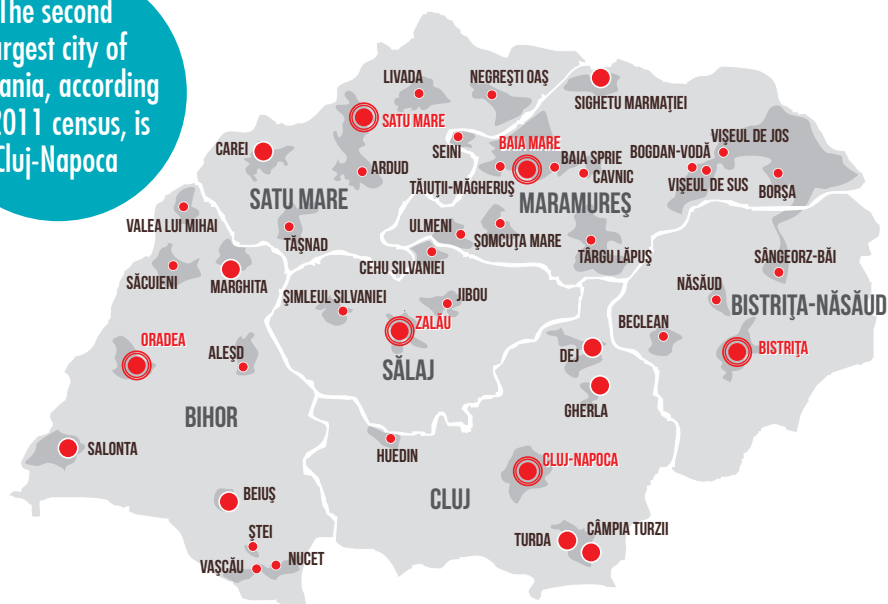 The second
argest city of
ania, according
2011 census, is
Cluj-Napoca
LIVADA
NEGREŞTI OAŞ
SIGHETU MARMAŢIEI
SATU MARE
CAREI
SEINI
BAIA MARE
BOGDAN-VODĂ
VIŞEUL DE JOS
ARDUD
BAIA SPRIE
CAVNIC
TĂIUŢII-MĂGHERUŞ
VIŞEUL DE SUS
BORŞA
SATU MARE
MARAMUREŞ
VALEA LUI MIHAI
TĂŞNAD
ULMENI
ŞOMCUŢA MARE
TÂRGU LĂPUŞ
SÂNGEORZ-BĂI
CEHU SILVANIEI
SĂCUIENI
MARGHITA
ŞIMLEUL SILVANIEI
JIBOU
NĂSĂUD
BISTRIŢA-NĂSĂUD
ZALĂU
BECLEAN
ORADEA
ALEŞD
DEJ
BISTRIŢA
SĂLAJ
GHERLA
BIHOR
SALONTA
HUEDIN
CLUJ-NAPOCA
CLUJ
BEIUŞ
ŞTEI
TURDA
CÂMPIA TURZII
VAŞCĂU
NUCET